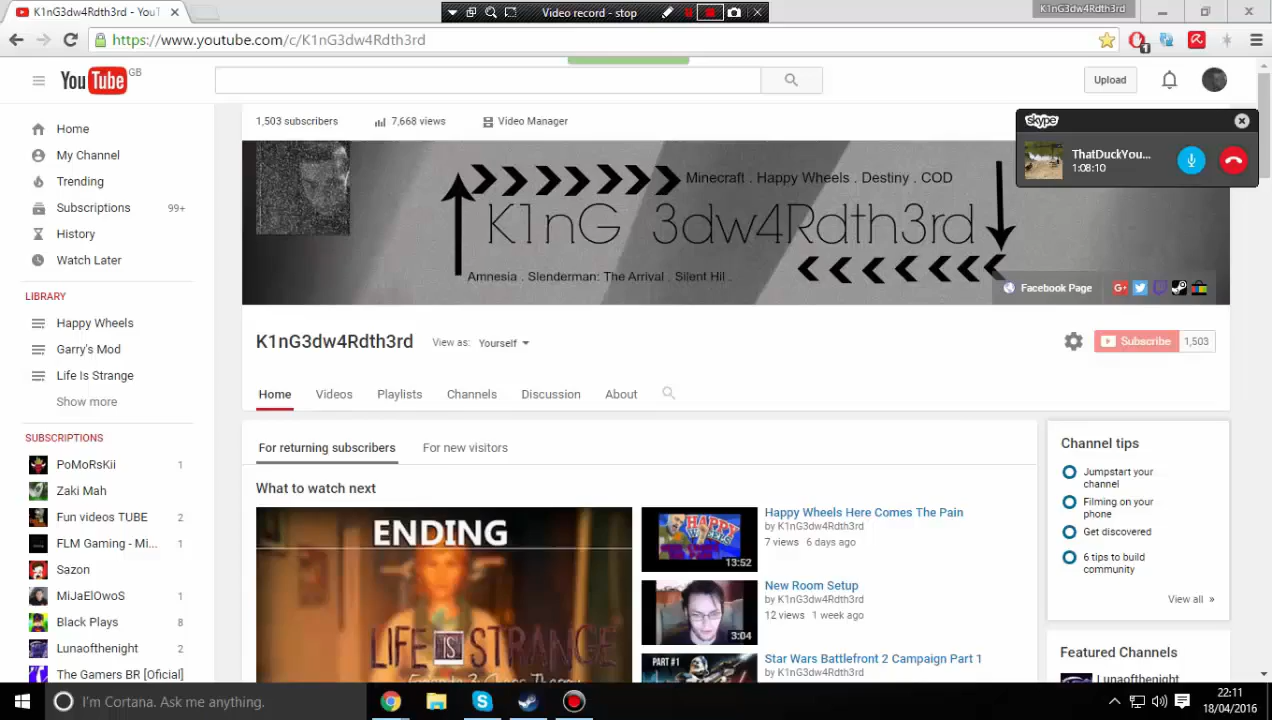 K1nG3dw4Rdth3rd - YouT
Video record - stop
K1nG3dw4Rdth3rd
https://www.youtube.com/c/K1nG3dw4Rdth3rd
1
YouTube
GB
Upload
1,503 subscribers
7,668 views
Video Manager
skype
ThatDuckYou...
1:08:10
Home
My Channel
Trending
Subscriptions
99+
History
Watch Later
LIBRARY
Happy Wheels
Garry's Mod
Life Is Strange
Show more
SUBSCRIPTIONS
PoMoRsKii
1
Zaki Mah
Fun videos TUBE
2
FLM Gaming - Mi...
1
Sazon
MiJaElOwoS
1
Black Plays
8
Lunaofthenight
2
The Gamers BR [Oficial]
Minecraft . Happy Wheels . Destiny . COD
K1nG 3dw4Rdth3rd
Amnesia . Slenderman: The Arrival . Silent Hil .
Facebook Page
K1nG3dw4Rdth3rd
View as:
Yourself
Subscribe
1,503
Home
Videos
Playlists
Channels
Discussion
About
For returning subscribers
For new visitors
What to watch next
ENDING
LIFE IS STRANGE
HAPPY WHEELS
13:52
Happy Wheels Here Comes The Pain
by K1nG3dw4Rdth3rd
7 views 6 days ago
3:04
New Room Setup
by K1nG3dw4Rdth3rd
12 views 1 week ago
PART #1
Star Wars Battlefront 2 Campaign Part 1
by K1nG3dw4Rdth3rd
Channel tips
Jumpstart your
channel
Filming on your
phone
Get discovered
6 tips to build
community
View all »
Featured Channels
Lunaofthenight
I'm Cortana. Ask me anything.
22:11
18/04/2016